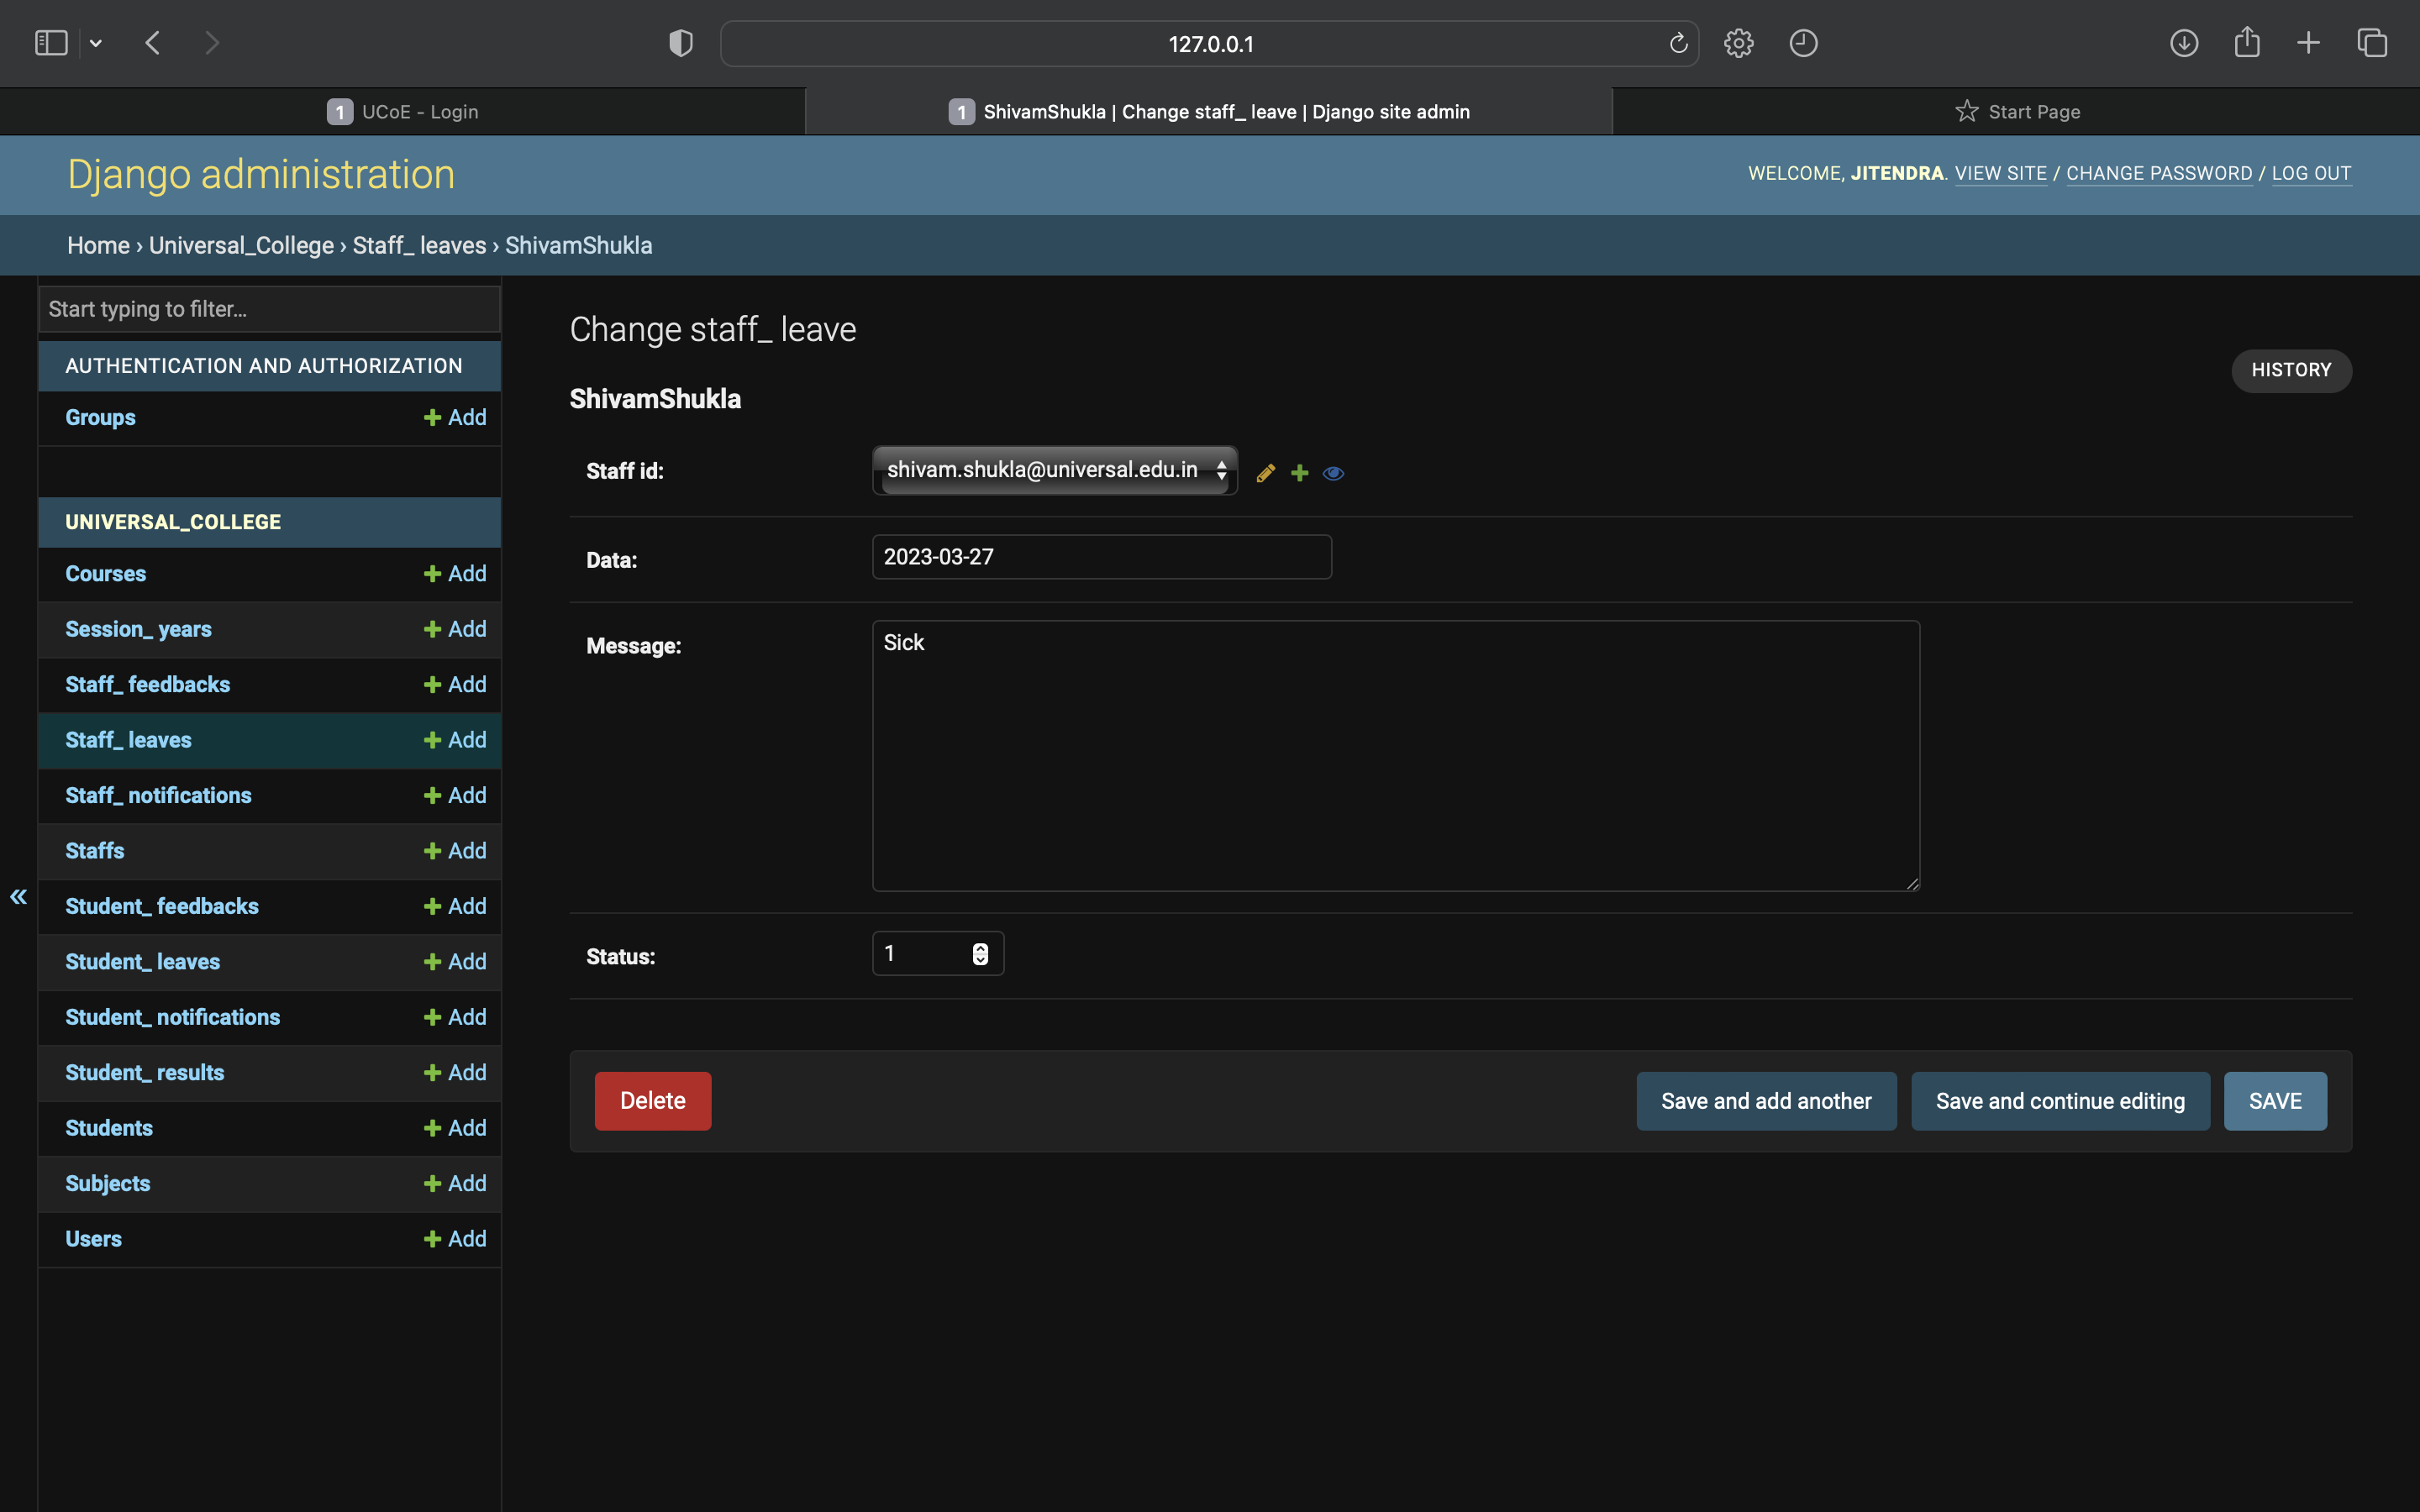 127.0.0.1
1 UCoE - Login
1 ShivamShukla | Change staff_ leave | Django site admin
Start Page
Django administration
WELCOME, JITENDRA. VIEW SITE / CHANGE PASSWORD / LOG OUT
Home › Universal_College › Staff_ leaves › ShivamShukla
Start typing to filter...
AUTHENTICATION AND AUTHORIZATION
Groups + Add
UNIVERSAL_COLLEGE
Courses + Add
Session_ years + Add
Staff_ feedbacks + Add
Staff_ leaves + Add
Staff_ notifications + Add
Staffs + Add
Student_ feedbacks + Add
Student_ leaves + Add
Student_ notifications + Add
Student_ results + Add
Students + Add
Subjects + Add
Users + Add
«
Change staff_ leave
HISTORY
ShivamShukla
Staff id: shivam.shukla@universal.edu.in
Data: 2023-03-27
Message: Sick
Status: 1
Delete
Save and add another
Save and continue editing
SAVE